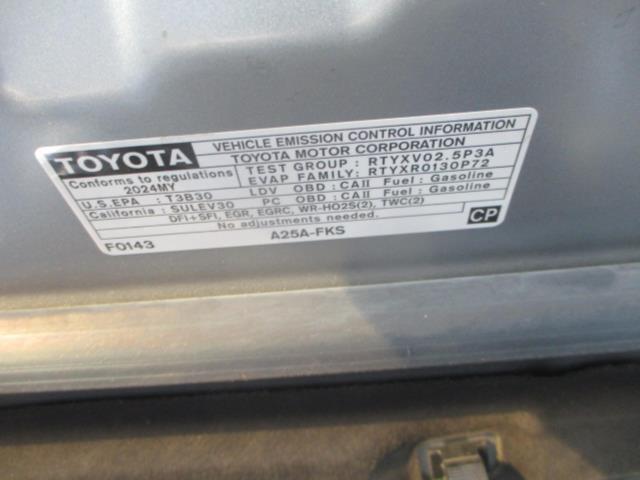 TOYOTA
VEHICLE EMISSION CONTROL INFORMATION
TOYOTA MOTOR CORPORATION
Conforms to regulations
2024MY
TEST GROUP : RTYXV02.5P3A
EVAP FAMILY: RTYXR0130P72
U.S.EPA : T3B30 LDV OBD : CAII Fuel : Gasoline
California : SULEV30 PC OBD : CAII Fuel : Gasoline
DFI+SFI, EGR, EGRC, WR-HO2S(2), TWC(2)
No adjustments needed.
F0143
A25A-FKS
CP